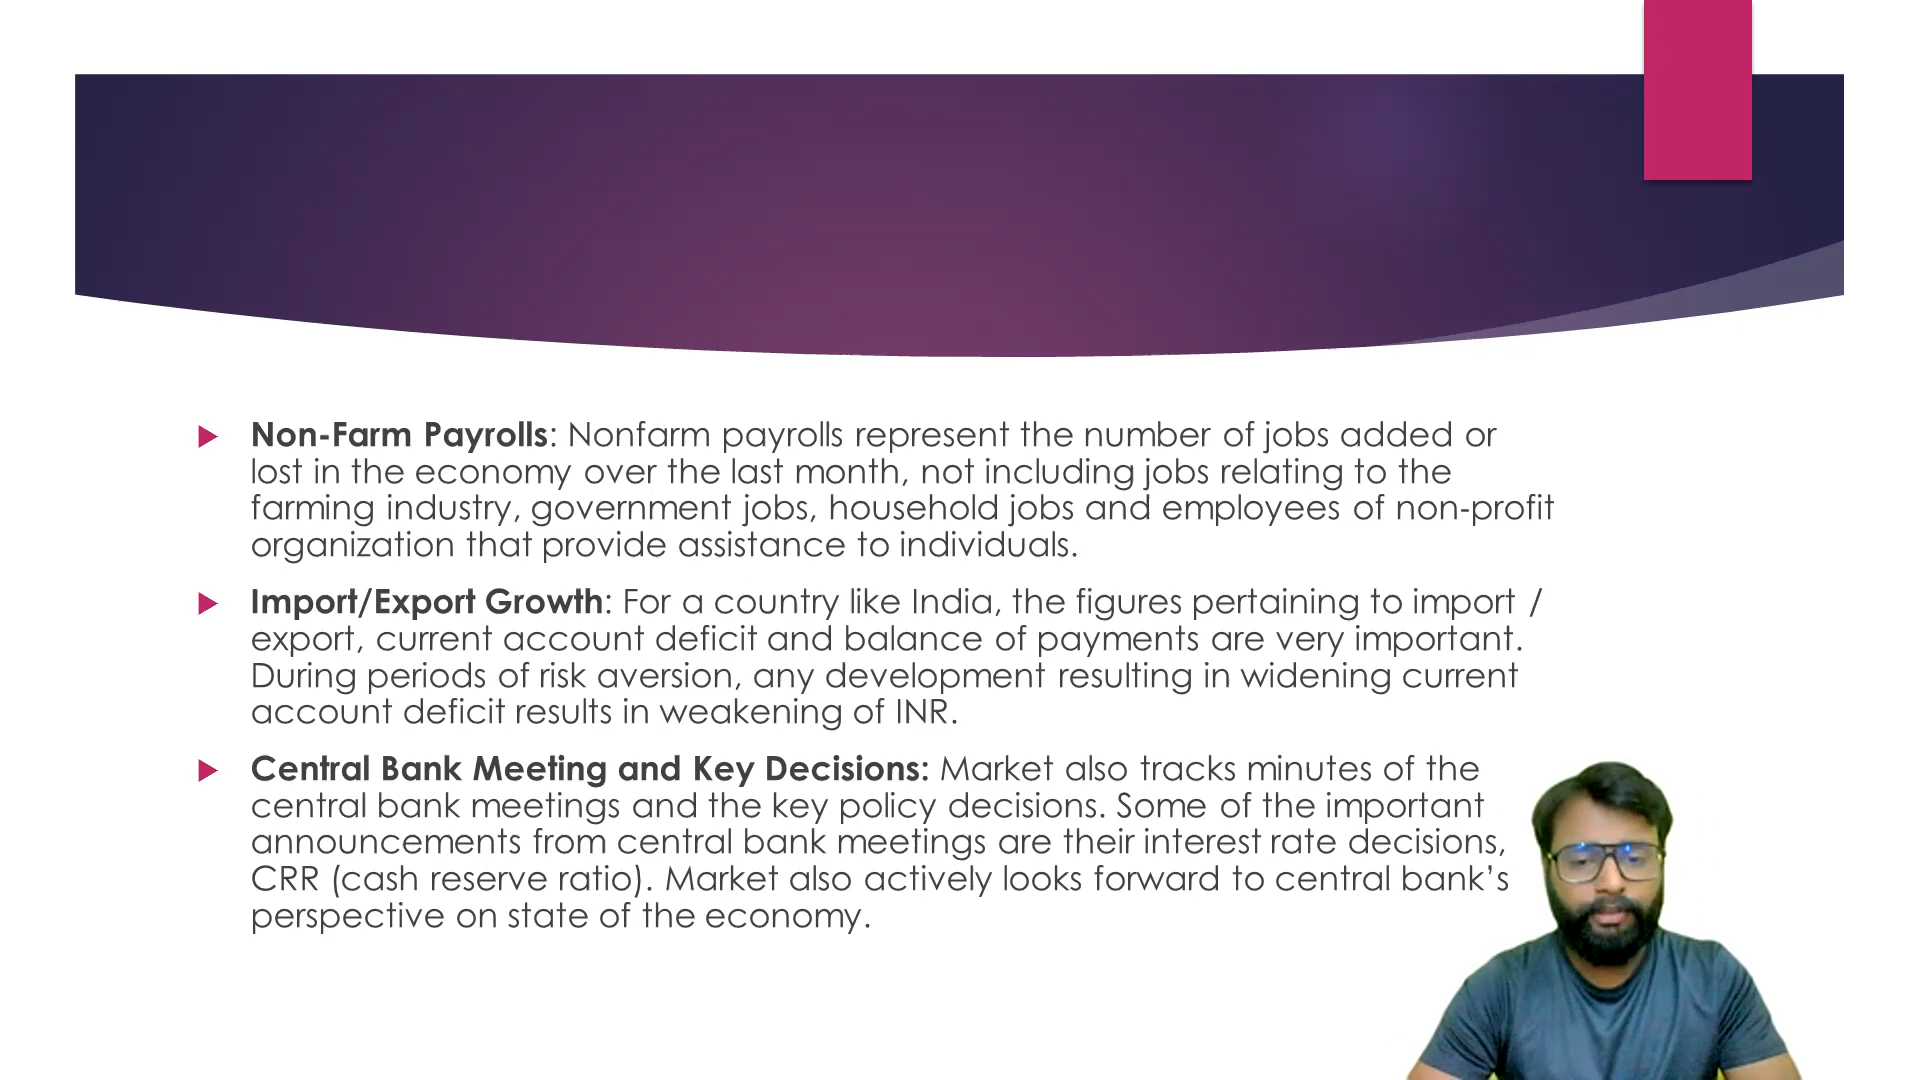 Non-Farm Payrolls: Nonfarm payrolls represent the number of jobs added or
lost in the economy over the last month, not including jobs relating to the
farming industry, government jobs, household jobs and employees of non-profit
organization that provide assistance to individuals.
Import/Export Growth: For a country like India, the figures pertaining to import /
export, current account deficit and balance of payments are very important.
During periods of risk aversion, any development resulting in widening current
account deficit results in weakening of INR.
Central Bank Meeting and Key Decisions: Market also tracks minutes of the
central bank meetings and the key policy decisions. Some of the important
announcements from central bank meetings are their interest rate decisions,
CRR (cash reserve ratio). Market also actively looks forward to central bank’s
perspective on state of the economy.